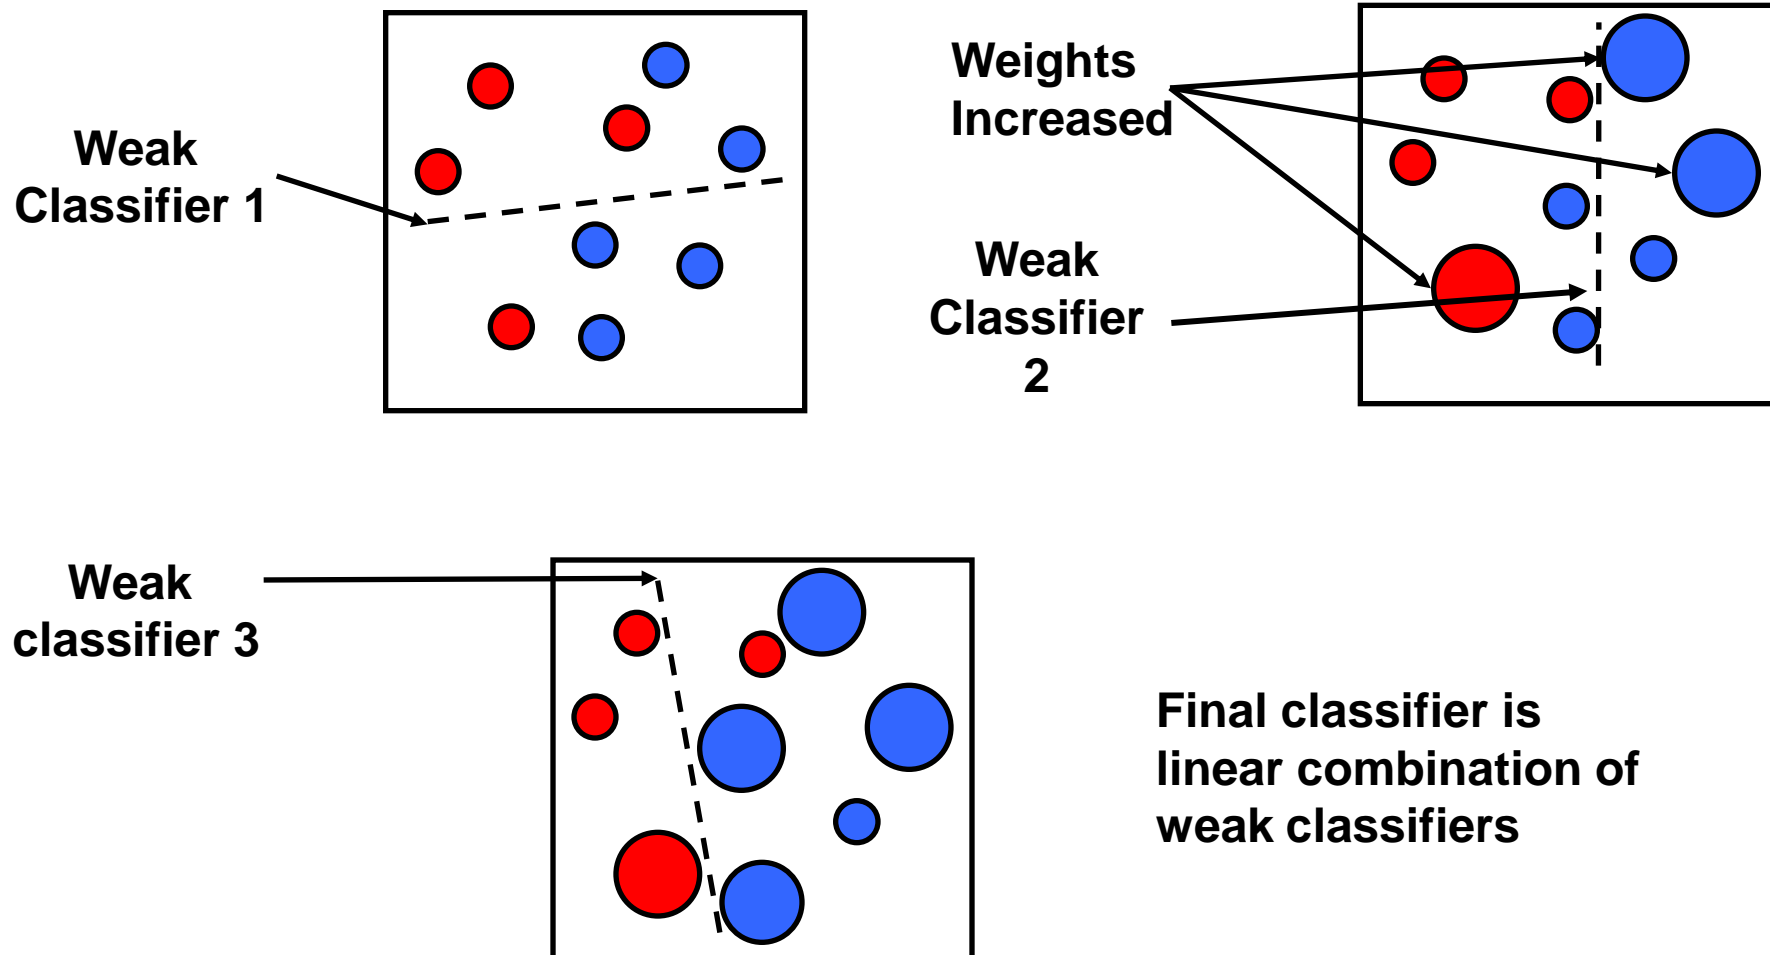 Weak
Classifier 1
Weights
Increased
Weak
Classifier
2
Weak
classifier 3
Final classifier is
linear combination of
weak classifiers